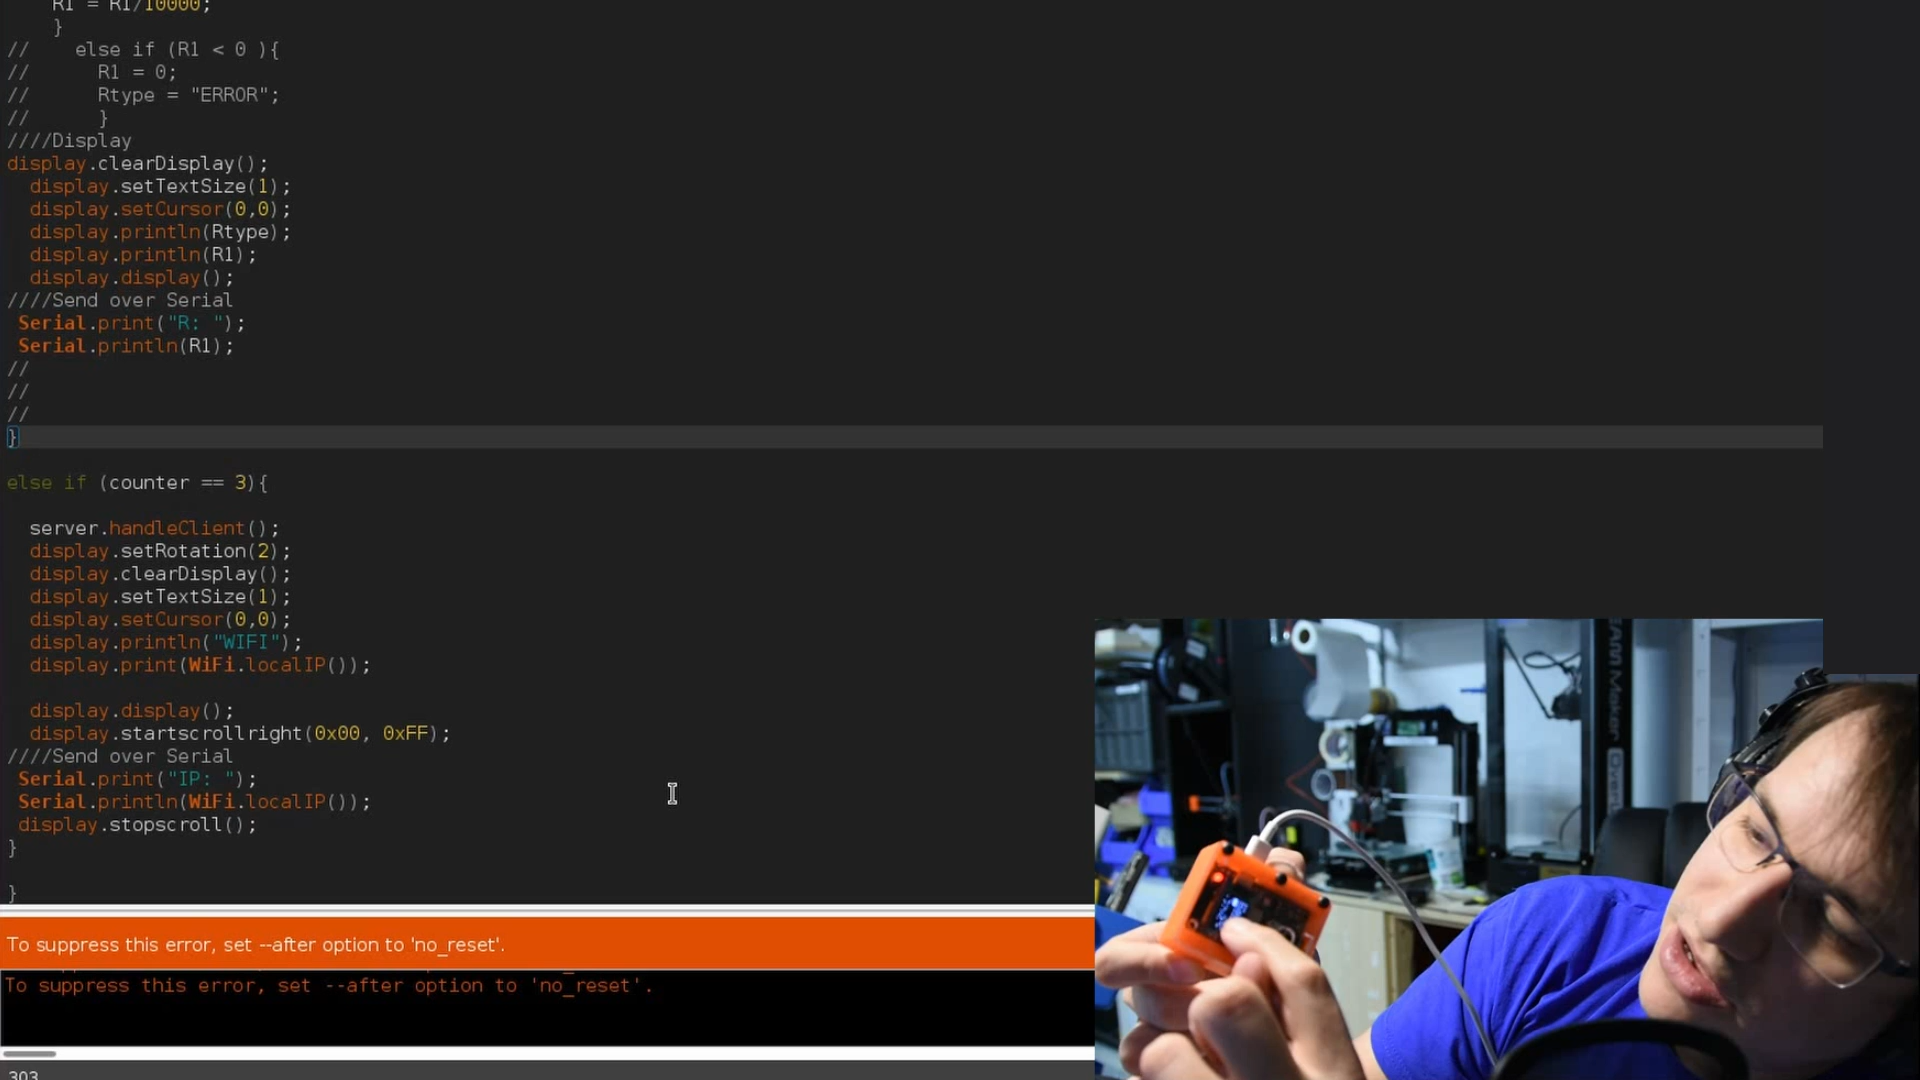 R1 = R1/10000;
}
// else if (R1 < 0 ){
// R1 = 0;
// Rtype = "ERROR";
// }
////Display
display.clearDisplay();
display.setTextSize(1);
display.setCursor(0,0);
display.println(Rtype);
display.println(R1);
display.display();
////Send over Serial
Serial.print("R: ");
Serial.println(R1);
//
//
//
}
else if (counter == 3){
server.handleClient();
display.setRotation(2);
display.clearDisplay();
display.setTextSize(1);
display.setCursor(0,0);
display.println("WIFI");
display.print(WiFi.localIP());
display.display();
display.startscrollright(0x00, 0xFF);
////Send over Serial
Serial.print("IP: ");
Serial.println(WiFi.localIP());
display.stopscroll();
}
}
To suppress this error, set --after option to 'no_reset'.
To suppress this error, set --after option to 'no_reset'.
303